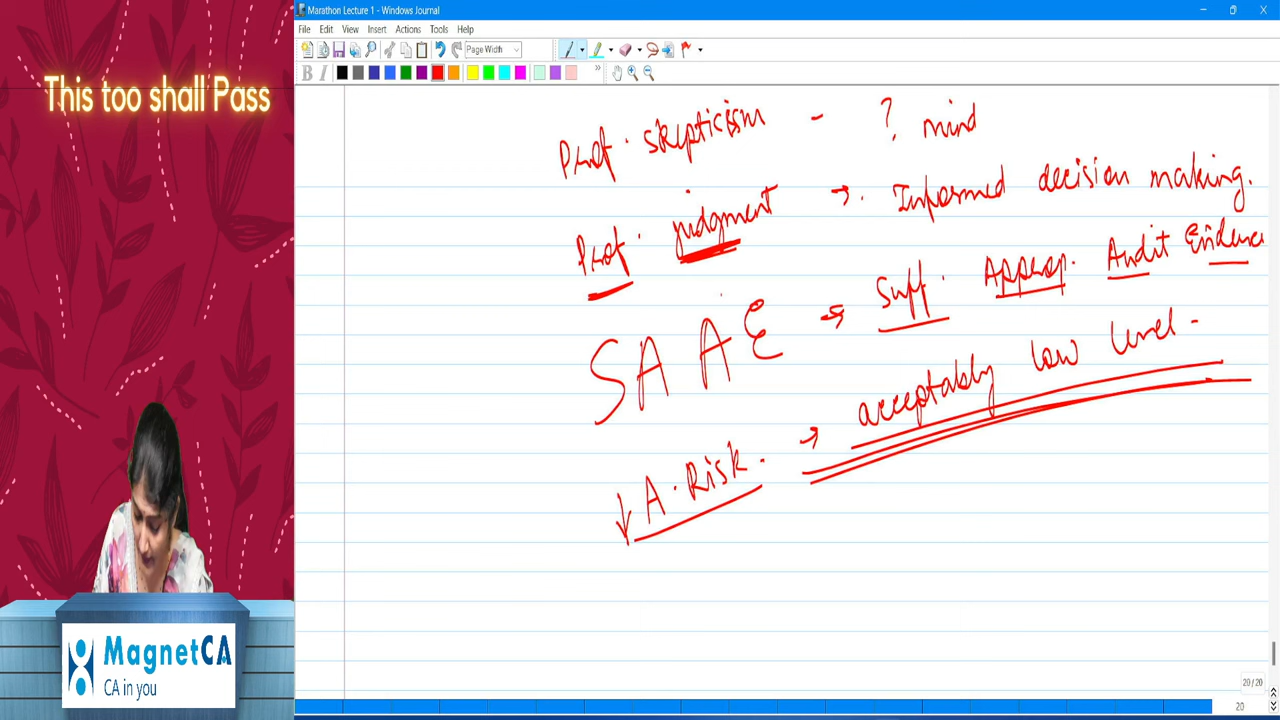 Marathon Lecture 1 - Windows Journal
File Edit View Insert Actions Tools Help
Page Width
B I
This too shall Pass
Prof. skepticism - ? mind
Prof. judgment → Informed decision making.
SAAE → Suff. Approp. Audit Evidence
↓ A. Risk. → acceptably low level.
MagnetCA
CA in you
20/20
20